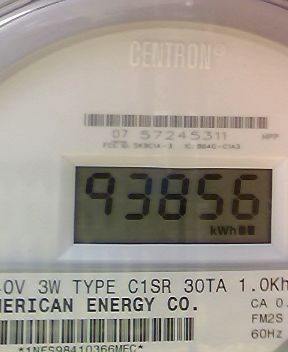 CENTRON®
07 57245311
93856
kWh
0V 3W TYPE C1SR 30TA 1.0Kh
MERICAN ENERGY CO.
CA 0.
FM2S
60Hz
*1NES98410366MEC*